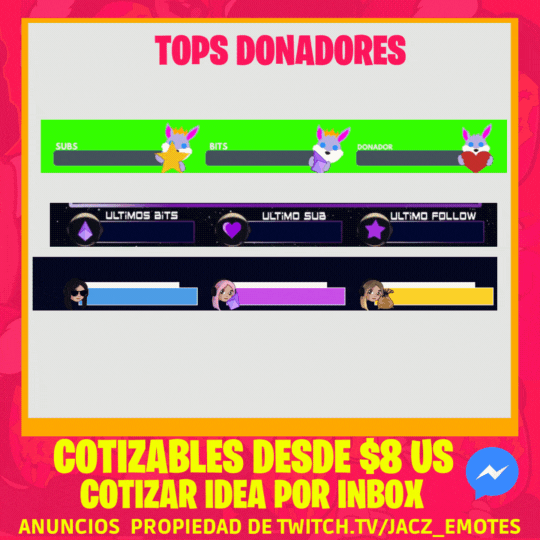 TOPS DONADORES
SUBS BITS DONADOR
ULTIMOS BITS ULTIMO SUB ULTIMO FOLLOW
COTIZABLES DESDE $8 US
COTIZAR IDEA POR INBOX
ANUNCIOS PROPIEDAD DE TWITCH.TV/JACZ_EMOTES